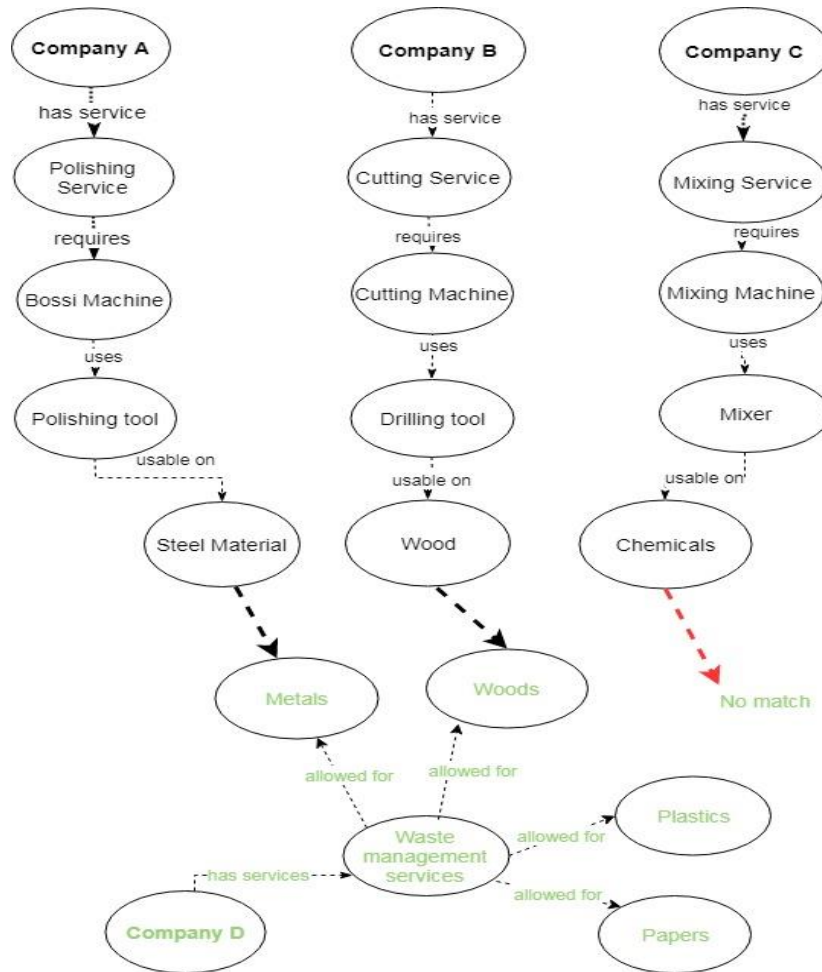 Company A
Company B
Company C
has service
has service
has service
Polishing
Service
Cutting Service
Mixing Service
requires
requires
requires
Bossi Machine
Cutting Machine
Mixing Machine
uses
uses
uses
Polishing tool
Drilling tool
Mixer
usable on
usable on
usable on
Steel Material
Wood
Chemicals
Metals
Woods
No match
allowed for
allowed for
Waste
management
services
allowed for
Plastics
has services
allowed for
Company D
Papers